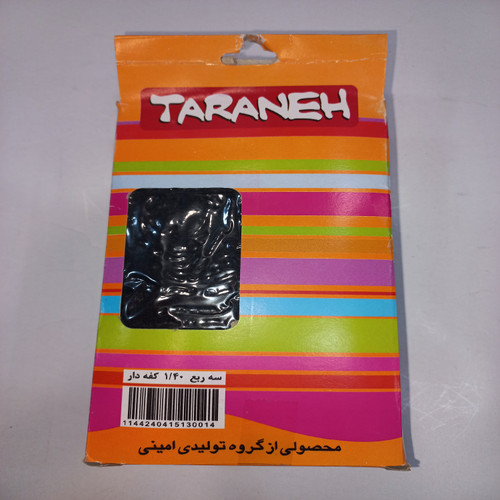 TARANEH
سه ربع ۱/۴۰ کفه دار
1144240415130014
محصولی از گروه تولیدی امینی